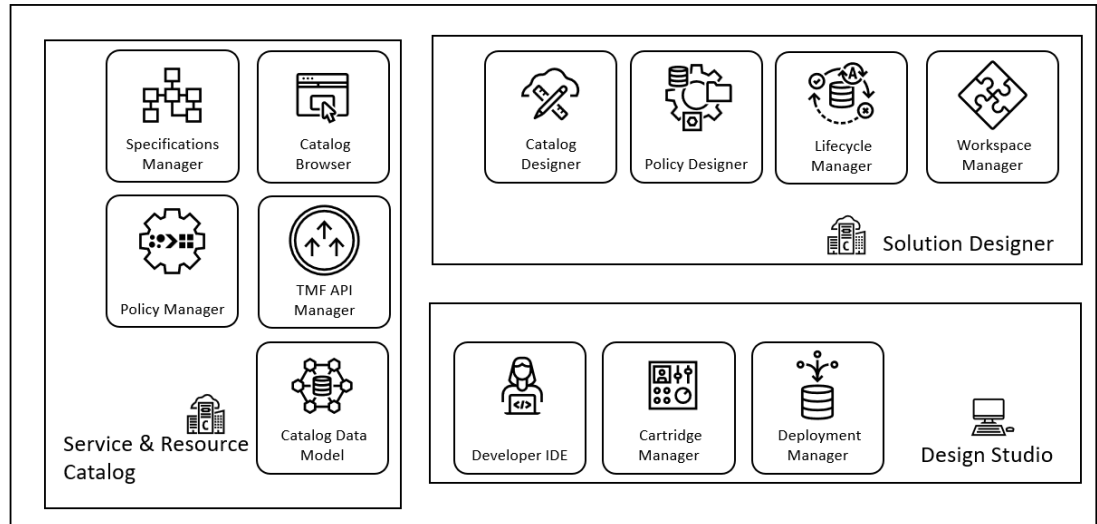 Specifications
Manager
Catalog
Browser
Policy Manager
TMF API
Manager
Catalog Data
Model
C
Service & Resource
Catalog
Catalog
Designer
Policy Designer
A
Lifecycle
Manager
Workspace
Manager
C
Solution Designer
</>
Developer IDE
Cartridge
Manager
Deployment
Manager
Design Studio